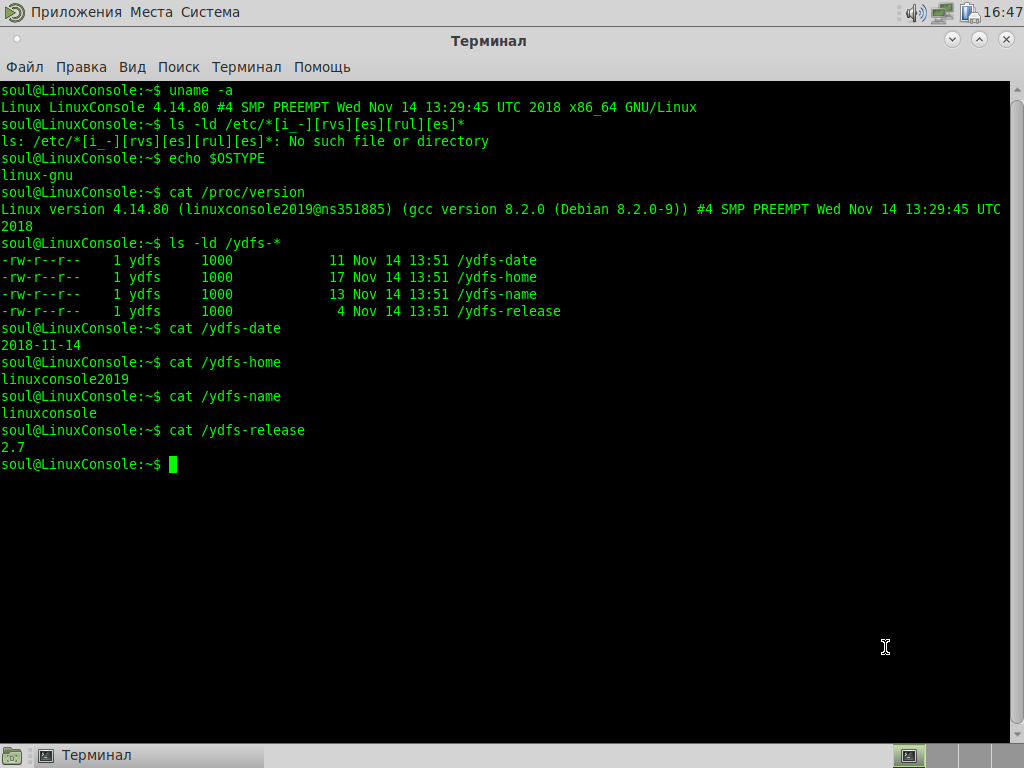 Приложения Места Система 16:47
Терминал
Файл Правка Вид Поиск Терминал Помощь
soul@LinuxConsole:~$ uname -a
Linux LinuxConsole 4.14.80 #4 SMP PREEMPT Wed Nov 14 13:29:45 UTC 2018 x86_64 GNU/Linux
soul@LinuxConsole:~$ ls -ld /etc/*[i_-][rvs][es][rul][es]*
ls: /etc/*[i_-][rvs][es][rul][es]*: No such file or directory
soul@LinuxConsole:~$ echo $OSTYPE
linux-gnu
soul@LinuxConsole:~$ cat /proc/version
Linux version 4.14.80 (linuxconsole2019@ns351885) (gcc version 8.2.0 (Debian 8.2.0-9)) #4 SMP PREEMPT Wed Nov 14 13:29:45 UTC
2018
soul@LinuxConsole:~$ ls -ld /ydfs-*
-rw-r--r--    1 ydfs     1000            11 Nov 14 13:51 /ydfs-date
-rw-r--r--    1 ydfs     1000            17 Nov 14 13:51 /ydfs-home
-rw-r--r--    1 ydfs     1000            13 Nov 14 13:51 /ydfs-name
-rw-r--r--    1 ydfs     1000             4 Nov 14 13:51 /ydfs-release
soul@LinuxConsole:~$ cat /ydfs-date
2018-11-14
soul@LinuxConsole:~$ cat /ydfs-home
linuxconsole2019
soul@LinuxConsole:~$ cat /ydfs-name
linuxconsole
soul@LinuxConsole:~$ cat /ydfs-release
2.7
soul@LinuxConsole:~$
Терминал